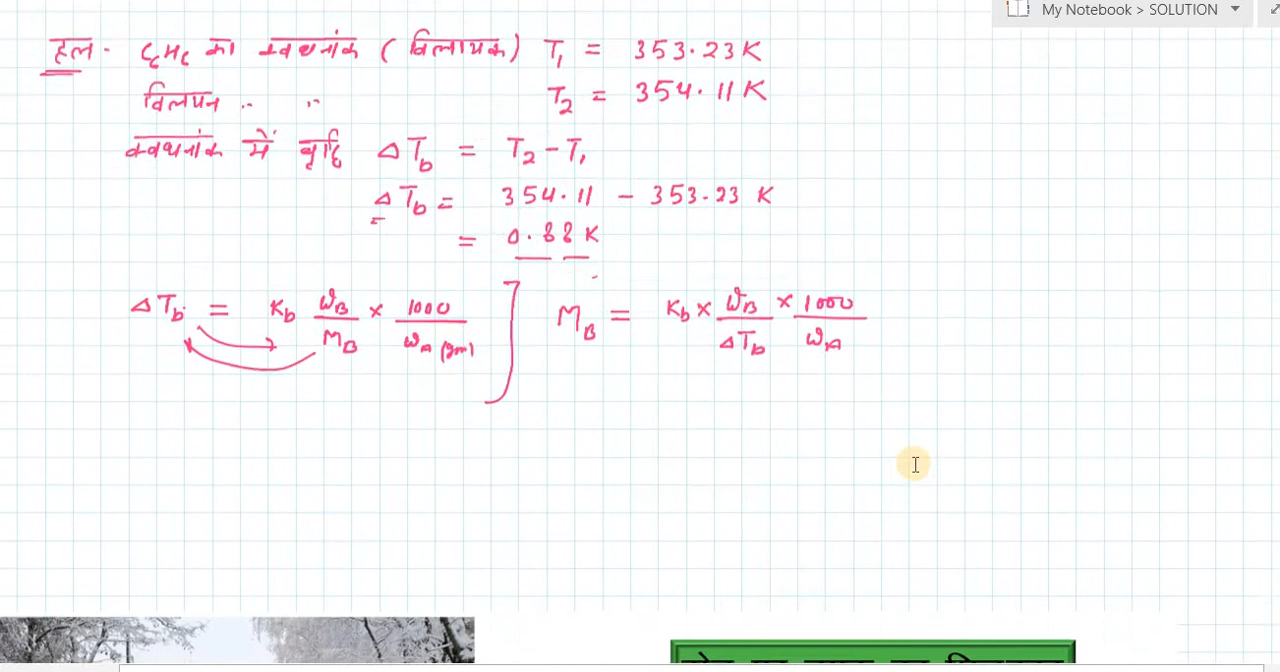 My Notebook > SOLUTION
हल · C6H6 का क्वथनांक (विलायक) T1 = 353.23 K
विलयन ,, ,, T2 = 354.11 K
क्वथनांक में वृद्धि ΔTb = T2 - T1
ΔTb = 354.11 - 353.23 K
= 0.88 K
ΔTb = Kb WB/MB × 1000/WA (gm) ] MB = Kb × WB/ΔTb × 1000/WA